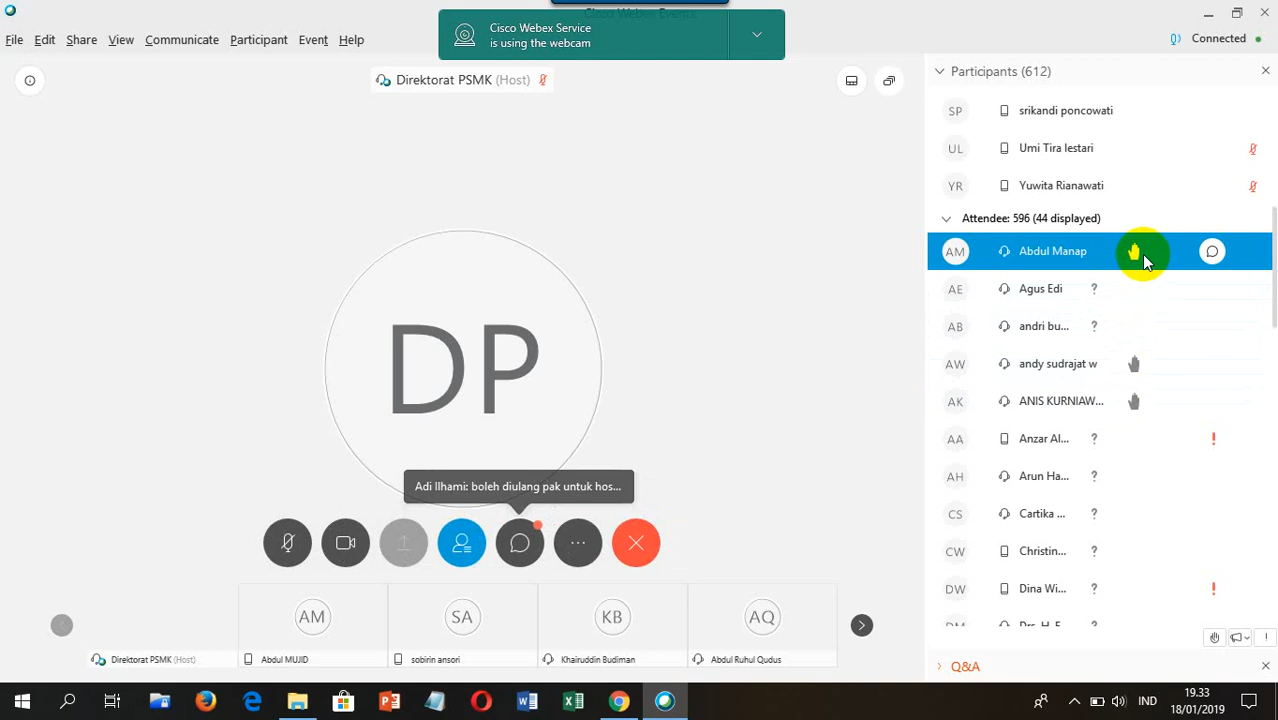 Cisco Webex Events
Cisco Webex Service
is using the webcam
File Edit Share View Communicate Participant Event Help
Connected
Direktorat PSMK (Host)
DP
Adi Ilhami: boleh diulang pak untuk hos...
AM
SA
KB
AQ
Direktorat PSMK (Host)
Abdul MUJID
sobirin ansori
Khairuddin Budiman
Abdul Ruhul Qudus
Participants (612)
SP srikandi poncowati
UL Umi Tira lestari
YR Yuwita Rianawati
Attendee: 596 (44 displayed)
AM Abdul Manap
AE Agus Edi ?
AB andri bu... ?
AW andy sudrajat w
AK ANIS KURNIAW...
AA Anzar Al... ? !
AH Arun Ha... ?
CS Cartika ... ?
CW Christin... ?
DW Dina Wi... ? !
!
Q&A
IND
19.33
18/01/2019